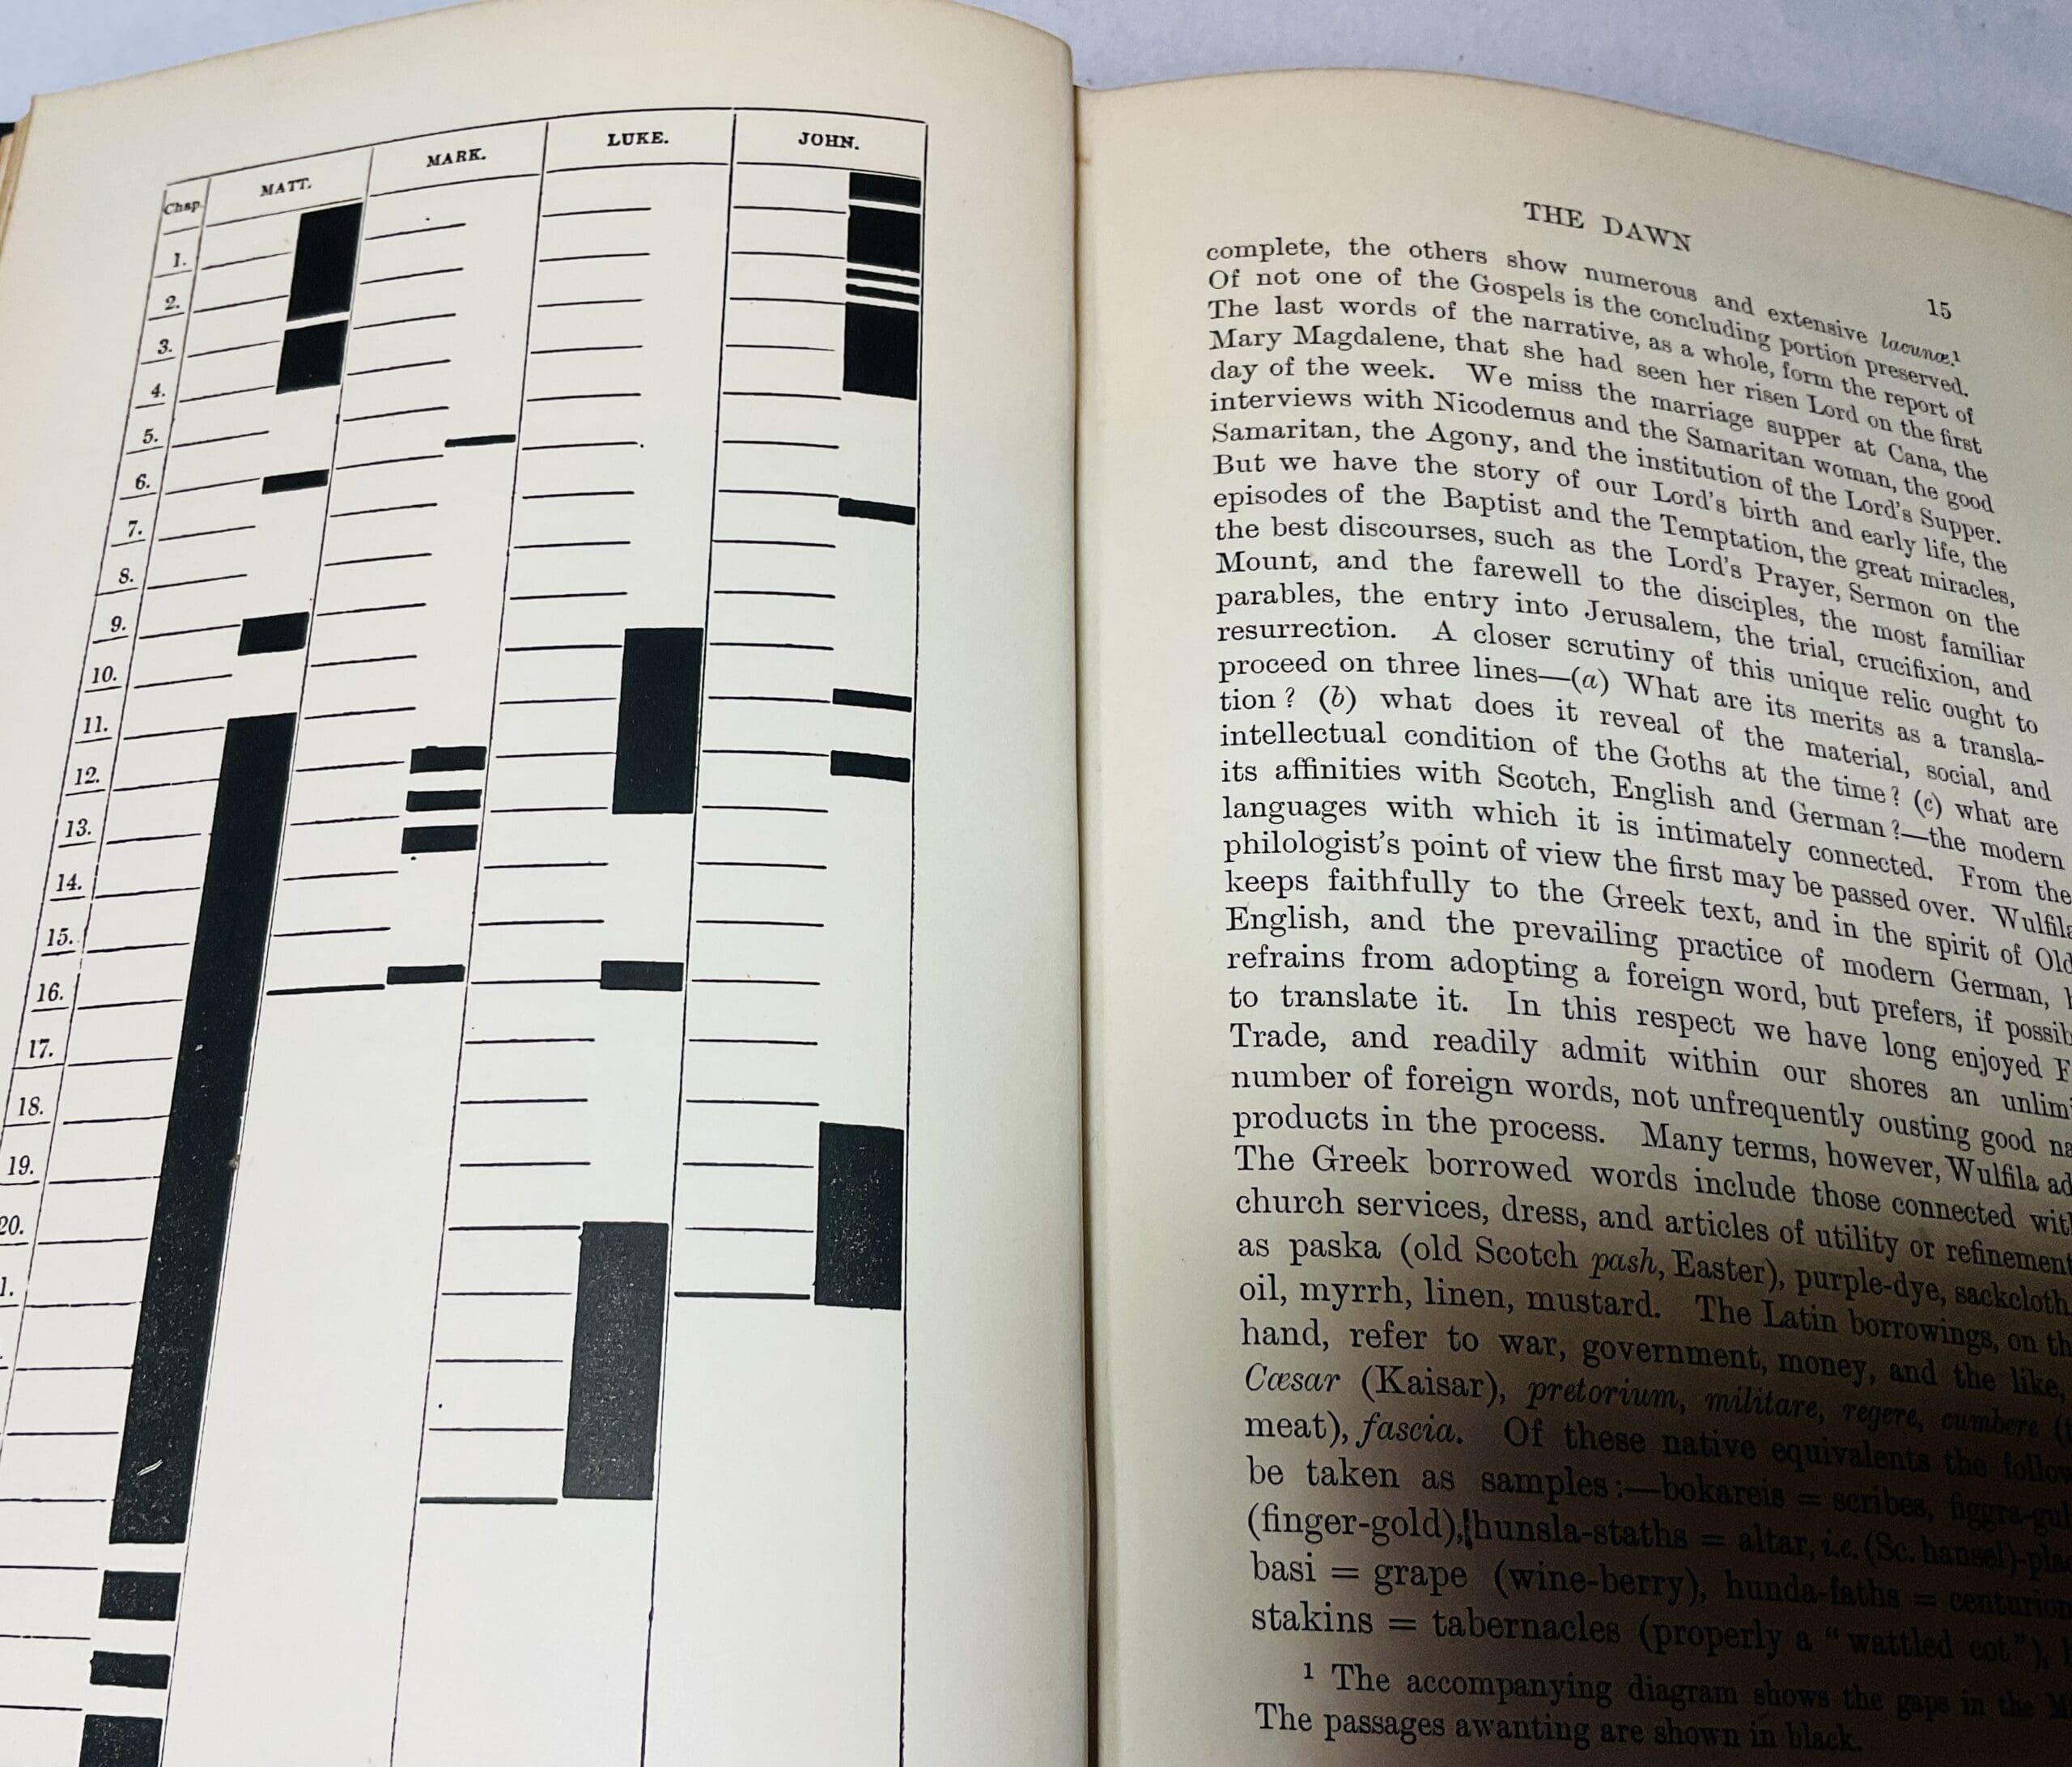 Chap.
MATT.
MARK.
LUKE.
JOHN.
1.
2.
3.
4.
5.
6.
7.
8.
9.
10.
11.
12.
13.
14.
15.
16.
17.
18.
19.
20.
1.
THE DAWN
15
complete, the others show numerous and extensive lacunæ.¹
Of not one of the Gospels is the concluding portion preserved.
The last words of the narrative, as a whole, form the report of
Mary Magdalene, that she had seen her risen Lord on the first
day of the week. We miss the marriage supper at Cana, the
interviews with Nicodemus and the Samaritan woman, the good
Samaritan, the Agony, and the institution of the Lord's Supper.
But we have the story of our Lord's birth and early life, the
episodes of the Baptist and the Temptation, the great miracles,
the best discourses, such as the Lord's Prayer, Sermon on the
Mount, and the farewell to the disciples, the most familiar
parables, the entry into Jerusalem, the trial, crucifixion, and
resurrection. A closer scrutiny of this unique relic ought to
proceed on three lines—(a) What are its merits as a transla-
tion? (b) what does it reveal of the material, social, and
intellectual condition of the Goths at the time? (c) what are
its affinities with Scotch, English and German?—the modern
languages with which it is intimately connected. From the
philologist's point of view the first may be passed over. Wulfila
keeps faithfully to the Greek text, and in the spirit of Old
English, and the prevailing practice of modern German,
refrains from adopting a foreign word, but prefers, if possib
to translate it. In this respect we have long enjoyed F
Trade, and readily admit within our shores an unlim
number of foreign words, not unfrequently ousting good na
products in the process. Many terms, however, Wulfila ad
The Greek borrowed words include those connected wit
church services, dress, and articles of utility or refinement
as paska (old Scotch pash, Easter), purple-dye, sackcloth,
oil, myrrh, linen, mustard. The Latin borrowings, on th
hand, refer to war, government, money, and the like,
Cæsar (Kaisar), pretorium, militare, regere, cumbere (
meat), fascia. Of these native equivalents the follow
be taken as samples:—bokareis = scribes, figgra-gul
(finger-gold), hunsla-staths = altar, i.e. (Sc. hansel)-pla
basi = grape (wine-berry), hunda-faths = centurion
stakins = tabernacles (properly a "wattled cot"),
¹ The accompanying diagram shows the gaps in the M
The passages awanting are shown in black.